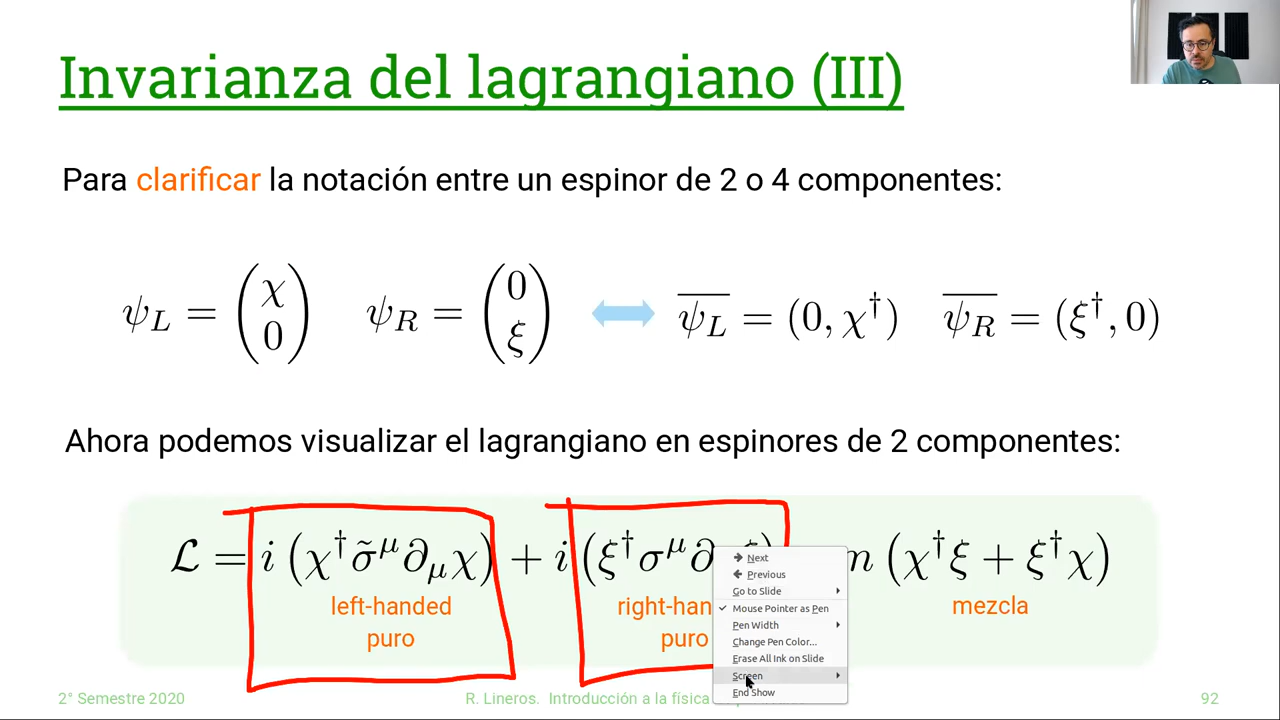 Invarianza del lagrangiano (III)
Para clarificar la notación entre un espinor de 2 o 4 componentes:
ψ_L = (χ 0) ψ_R = (0 ξ) ⟺ \overline{ψ_L} = (0, χ†) \overline{ψ_R} = (ξ†, 0)
Ahora podemos visualizar el lagrangiano en espinores de 2 componentes:
ℒ = i (χ† σ̃^μ ∂_μ χ) + i (ξ† σ^μ ∂ ξ) m (χ†ξ + ξ†χ)
left-handed right-han mezcla
puro puro
Next
Previous
Go to Slide
Mouse Pointer as Pen
Pen Width
Change Pen Color...
Erase All Ink on Slide
Screen
End Show
2° Semestre 2020 R. Lineros. Introducción a la física 92